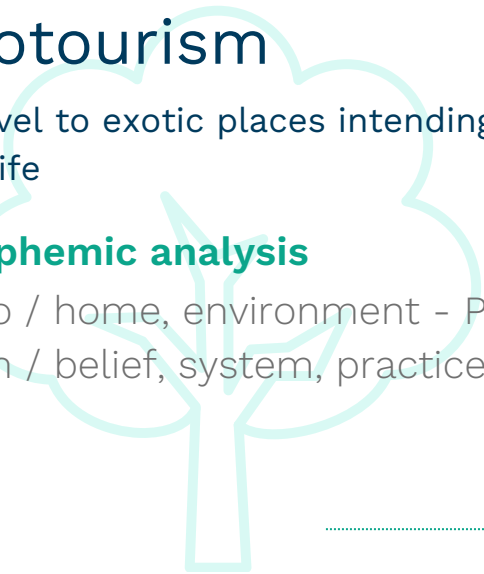 otourism
vel to exotic places intending
ife
phemic analysis
o / home, environment - P
/ belief, system, practice